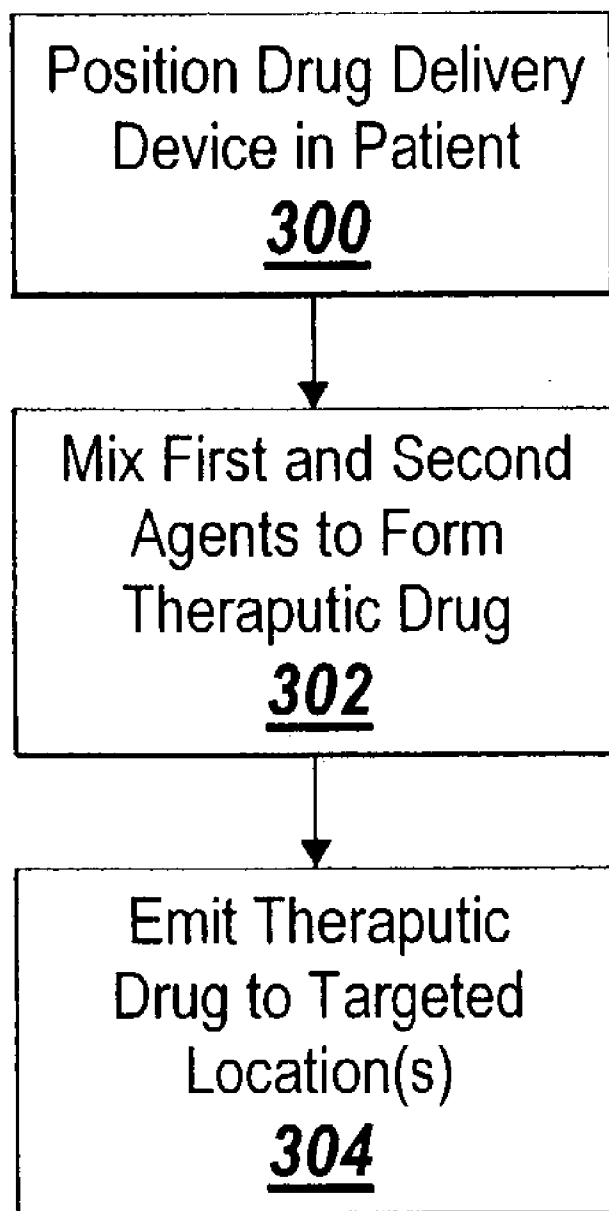 Position Drug Delivery
Device in Patient
300
Mix First and Second
Agents to Form
Theraputic Drug
302
Emit Theraputic
Drug to Targeted
Location(s)
304